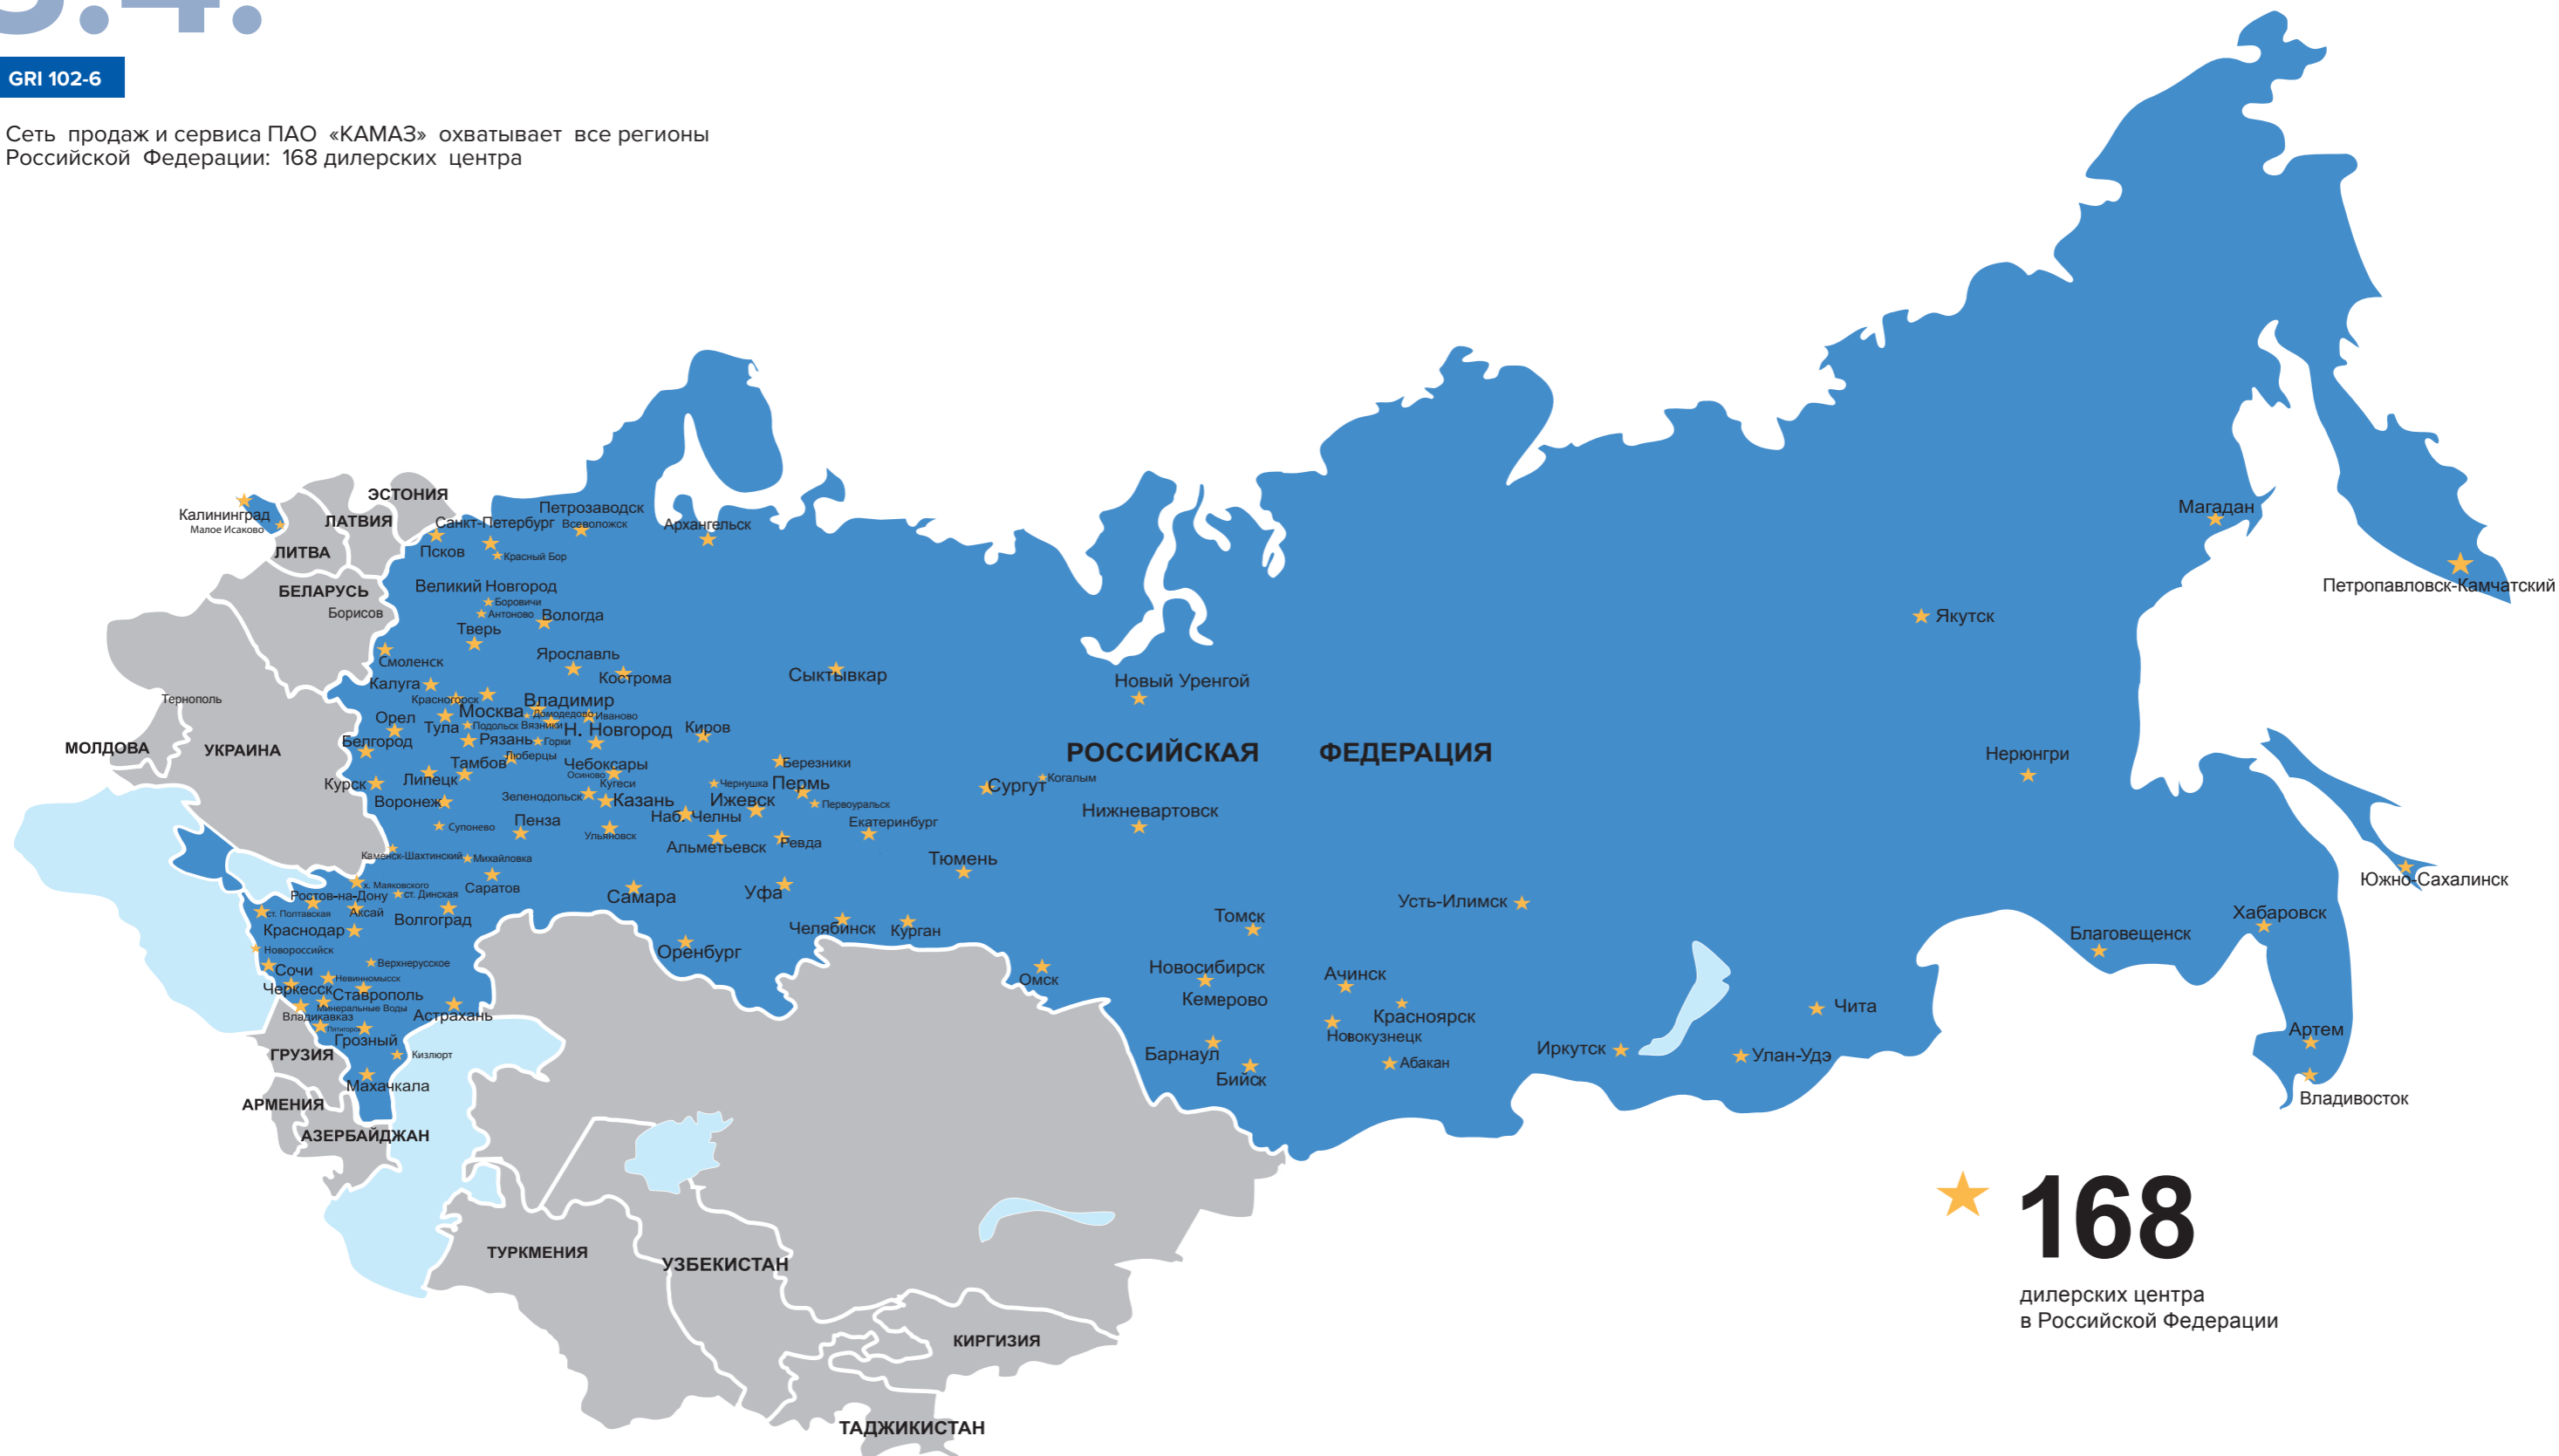 3.4.
GRI 102-6
Сеть продаж и сервиса ПАО «КАМАЗ» охватывает все регионы
Российской Федерации: 168 дилерских центра
ЭСТОНИЯ
Калининград
Малое Исаково
ЛАТВИЯ
ЛИТВА
Санкт-Петербург
Петрозаводск
Всеволожск
Архангельск
Псков
Красный Бор
Магадан
Петропавловск-Камчатский
БЕЛАРУСЬ
Борисов
Великий Новгород
Боровичи
Антоново
Вологда
Тверь
Якутск
Смоленск
Ярославль
Кострома
Сыктывкар
Новый Уренгой
Калуга
Красногорск
Тернополь
Владимир
Москва
Домодедово
Иваново
Орел
Тула
Подольск
Вязники
Н. Новгород
Киров
Белгород
Рязань
Горки
МОЛДОВА
УКРАИНА
РОССИЙСКАЯ ФЕДЕРАЦИЯ
Нерюнгри
Люберцы
Тамбов
Чебоксары
Березники
Осиново
Кугеси
Курск
Липецк
Чернушка
Пермь
Сургут
Когалым
Воронеж
Зеленодольск
Казань
Ижевск
Первоуральск
Нижневартовск
Наб. Челны
Супонево
Пенза
Ульяновск
Екатеринбург
Альметьевск
Ревда
Каменск-Шахтинский
Михайловка
Тюмень
х. Маяковского
Ростов-на-Дону
ст. Динская
Саратов
Самара
Уфа
Усть-Илимск
Южно-Сахалинск
ст. Полтавская
Аксай
Волгоград
Томск
Хабаровск
Краснодар
Челябинск
Курган
Благовещенск
Новороссийск
Оренбург
Верхнерусское
Сочи
Невинномысск
Омск
Новосибирск
Ачинск
Черкесск
Ставрополь
Кемерово
Минеральные Воды
Владикавказ
Астрахань
Красноярск
Чита
Пятигорск
Новокузнецк
Артем
Грозный
ГРУЗИЯ
Кизлюрт
Барнаул
Абакан
Иркутск
Улан-Удэ
Бийск
Махачкала
Владивосток
АРМЕНИЯ
АЗЕРБАЙДЖАН
168
дилерских центра
в Российской Федерации
ТУРКМЕНИЯ
УЗБЕКИСТАН
КИРГИЗИЯ
ТАДЖИКИСТАН